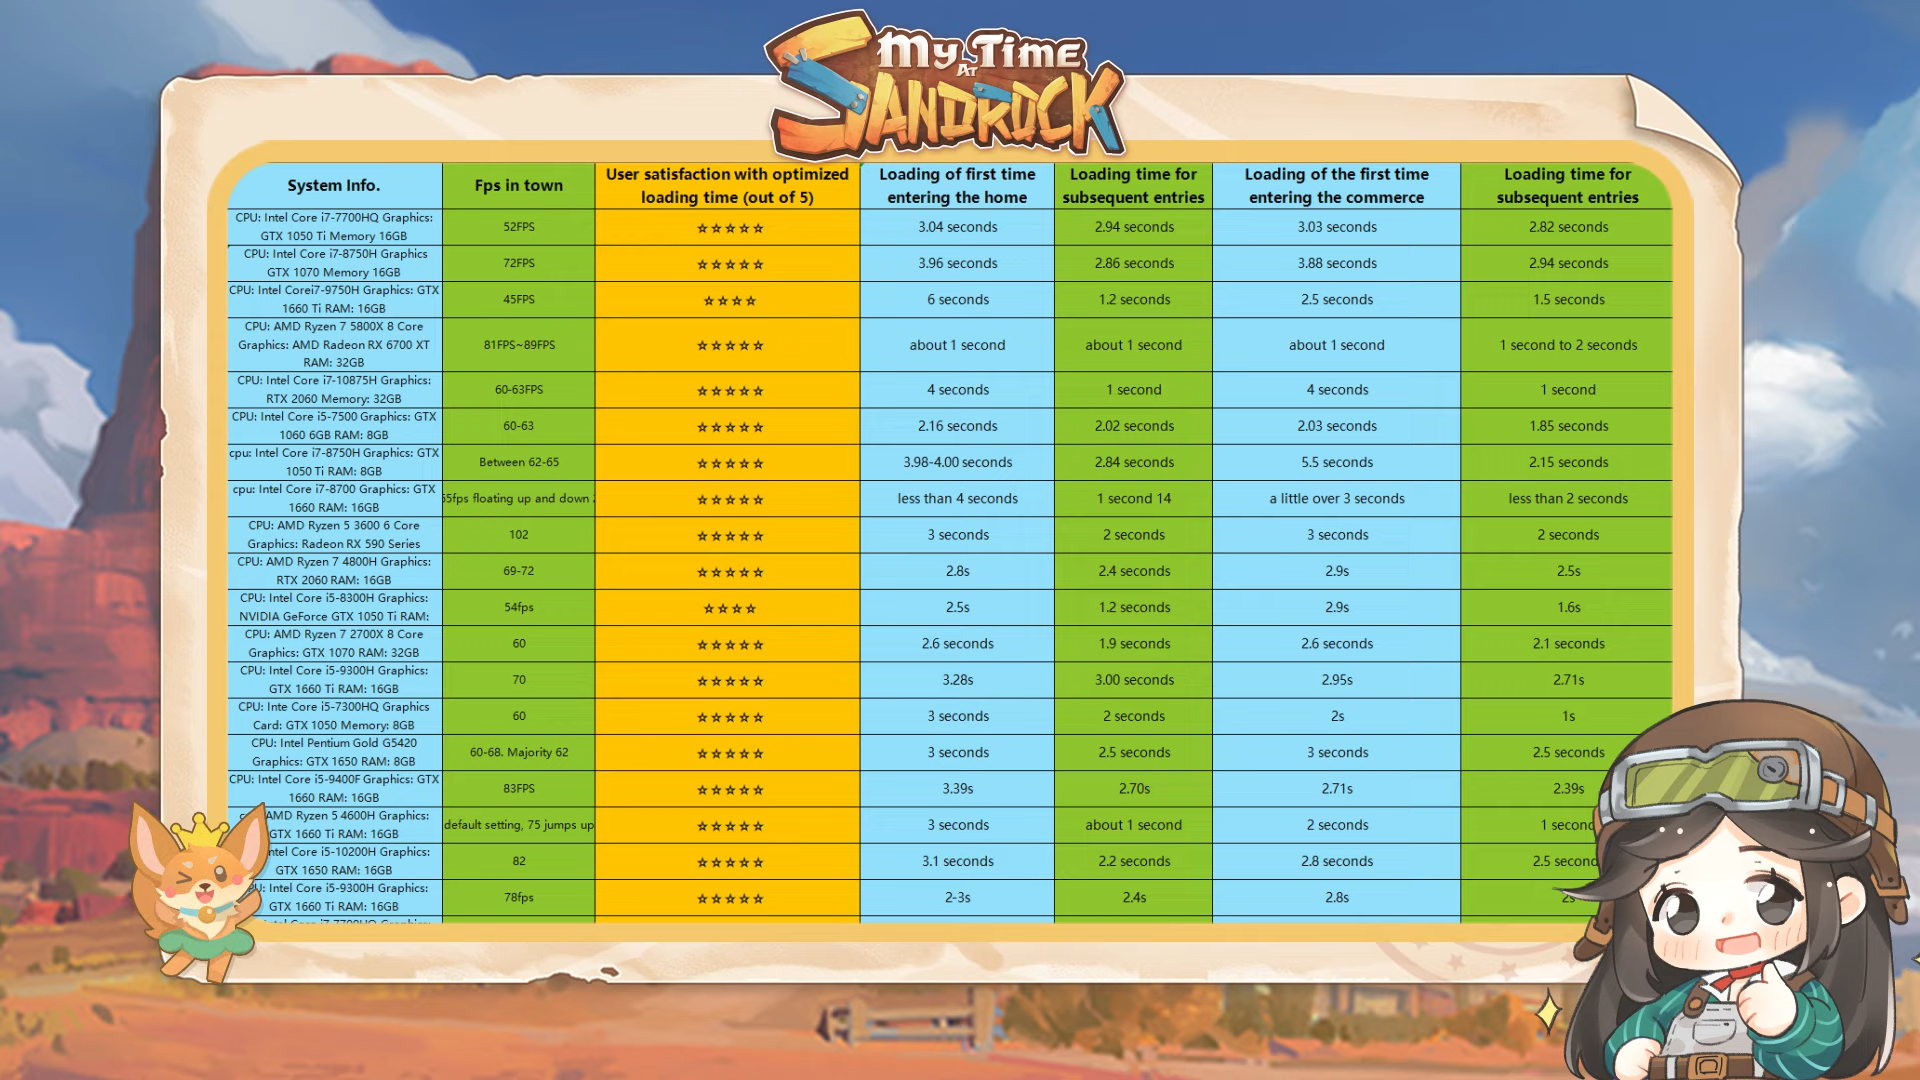 My Time
AT
SANDROCK
System Info.
Fps in town
User satisfaction with optimized
loading time (out of 5)
Loading of first time
entering the home
Loading time for
subsequent entries
Loading of the first time
entering the commerce
Loading time for
subsequent entries
CPU: Intel Core i7-7700HQ Graphics:
GTX 1050 Ti Memory 16GB
52FPS
☆☆☆☆☆
3.04 seconds
2.94 seconds
3.03 seconds
2.82 seconds
CPU: Intel Core i7-8750H Graphics
GTX 1070 Memory 16GB
72FPS
☆☆☆☆☆
3.96 seconds
2.86 seconds
3.88 seconds
2.94 seconds
CPU: Intel Corei7-9750H Graphics: GTX
1660 Ti RAM: 16GB
45FPS
☆☆☆☆
6 seconds
1.2 seconds
2.5 seconds
1.5 seconds
CPU: AMD Ryzen 7 5800X 8 Core
Graphics: AMD Radeon RX 6700 XT
RAM: 32GB
81FPS~89FPS
☆☆☆☆☆
about 1 second
about 1 second
about 1 second
1 second to 2 seconds
CPU: Intel Core i7-10875H Graphics:
RTX 2060 Memory: 32GB
60-63FPS
☆☆☆☆☆
4 seconds
1 second
4 seconds
1 second
CPU: Intel Core i5-7500 Graphics: GTX
1060 6GB RAM: 8GB
60-63
☆☆☆☆☆
2.16 seconds
2.02 seconds
2.03 seconds
1.85 seconds
cpu: Intel Core i7-8750H Graphics: GTX
1050 Ti RAM: 8GB
Between 62-65
☆☆☆☆☆
3.98-4.00 seconds
2.84 seconds
5.5 seconds
2.15 seconds
cpu: Intel Core i7-8700 Graphics: GTX
1660 RAM: 16GB
5fps floating up and down
☆☆☆☆☆
less than 4 seconds
1 second 14
a little over 3 seconds
less than 2 seconds
CPU: AMD Ryzen 5 3600 6 Core
Graphics: Radeon RX 590 Series
102
☆☆☆☆☆
3 seconds
2 seconds
3 seconds
2 seconds
CPU: AMD Ryzen 7 4800H Graphics:
RTX 2060 RAM: 16GB
69-72
☆☆☆☆☆
2.8s
2.4 seconds
2.9s
2.5s
CPU: Intel Core i5-8300H Graphics:
NVIDIA GeForce GTX 1050 Ti RAM:
54fps
☆☆☆☆
2.5s
1.2 seconds
2.9s
1.6s
CPU: AMD Ryzen 7 2700X 8 Core
Graphics: GTX 1070 RAM: 32GB
60
☆☆☆☆☆
2.6 seconds
1.9 seconds
2.6 seconds
2.1 seconds
CPU: Intel Core i5-9300H Graphics:
GTX 1660 Ti RAM: 16GB
70
☆☆☆☆☆
3.28s
3.00 seconds
2.95s
2.71s
CPU: Inte Core i5-7300HQ Graphics
Card: GTX 1050 Memory: 8GB
60
☆☆☆☆☆
3 seconds
2 seconds
2s
1s
CPU: Intel Pentium Gold G5420
Graphics: GTX 1650 RAM: 8GB
60-68. Majority 62
☆☆☆☆☆
3 seconds
2.5 seconds
3 seconds
2.5 seconds
CPU: Intel Core i5-9400F Graphics: GTX
1660 RAM: 16GB
83FPS
☆☆☆☆☆
3.39s
2.70s
2.71s
2.39s
AMD Ryzen 5 4600H Graphics:
GTX 1660 Ti RAM: 16GB
default setting, 75 jumps up
☆☆☆☆☆
3 seconds
about 1 second
2 seconds
1 second
ntel Core i5-10200H Graphics:
GTX 1650 RAM: 16GB
82
☆☆☆☆☆
3.1 seconds
2.2 seconds
2.8 seconds
2.5 second
Intel Core i5-9300H Graphics:
GTX 1660 Ti RAM: 16GB
78fps
☆☆☆☆☆
2-3s
2.4s
2.8s
2s